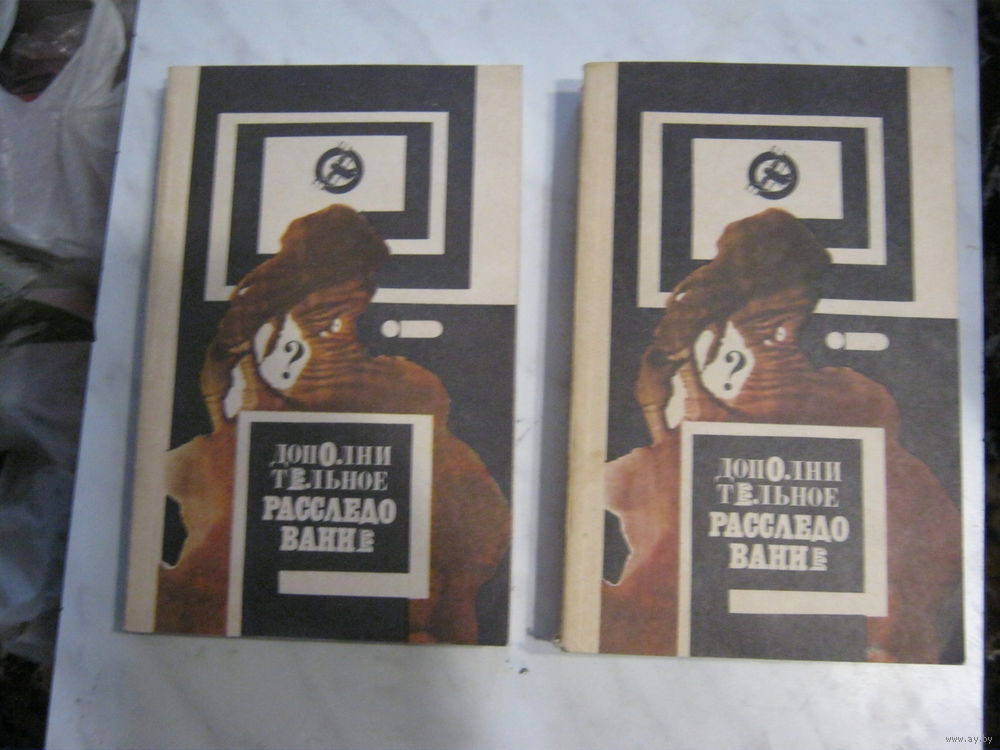 ?
ДОПОЛНИ
ТЕЛЬНОЕ
РАССЛЕДО
ВАНИЕ
?
ДОПОЛНИ
ТЕЛЬНОЕ
РАССЛЕДО
ВАНИЕ
www.ay.by